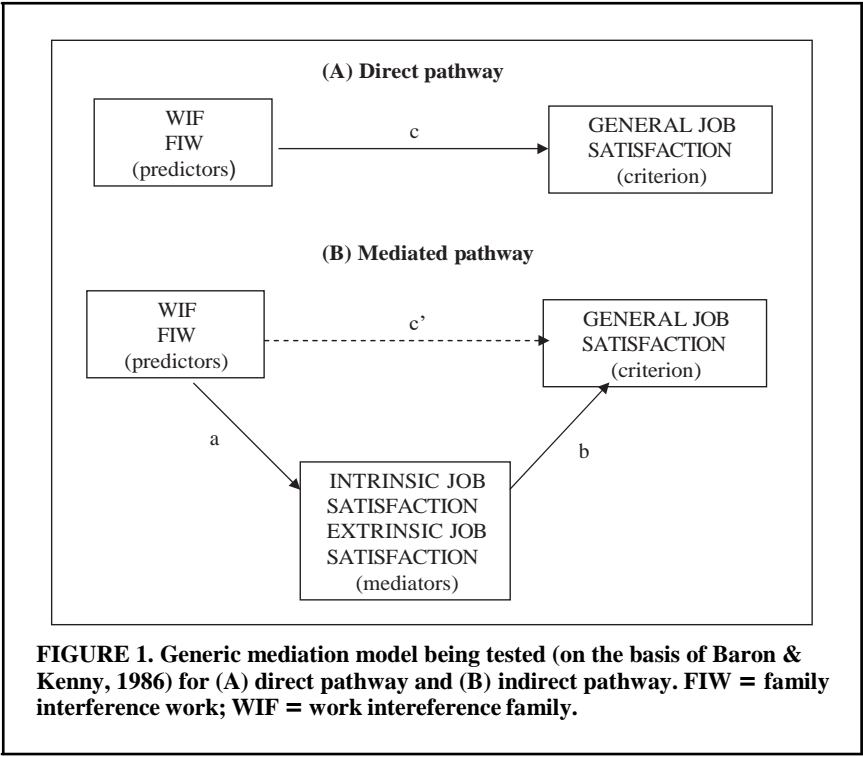 (A) Direct pathway
WIF
FIW
(predictors)
c
GENERAL JOB
SATISFACTION
(criterion)
(B) Mediated pathway
WIF
FIW
(predictors)
c’
GENERAL JOB
SATISFACTION
(criterion)
a
b
INTRINSIC JOB
SATISFACTION
EXTRINSIC JOB
SATISFACTION
(mediators)
FIGURE 1. Generic mediation model being tested (on the basis of Baron &
Kenny, 1986) for (A) direct pathway and (B) indirect pathway. FIW = family
interference work; WIF = work intereference family.